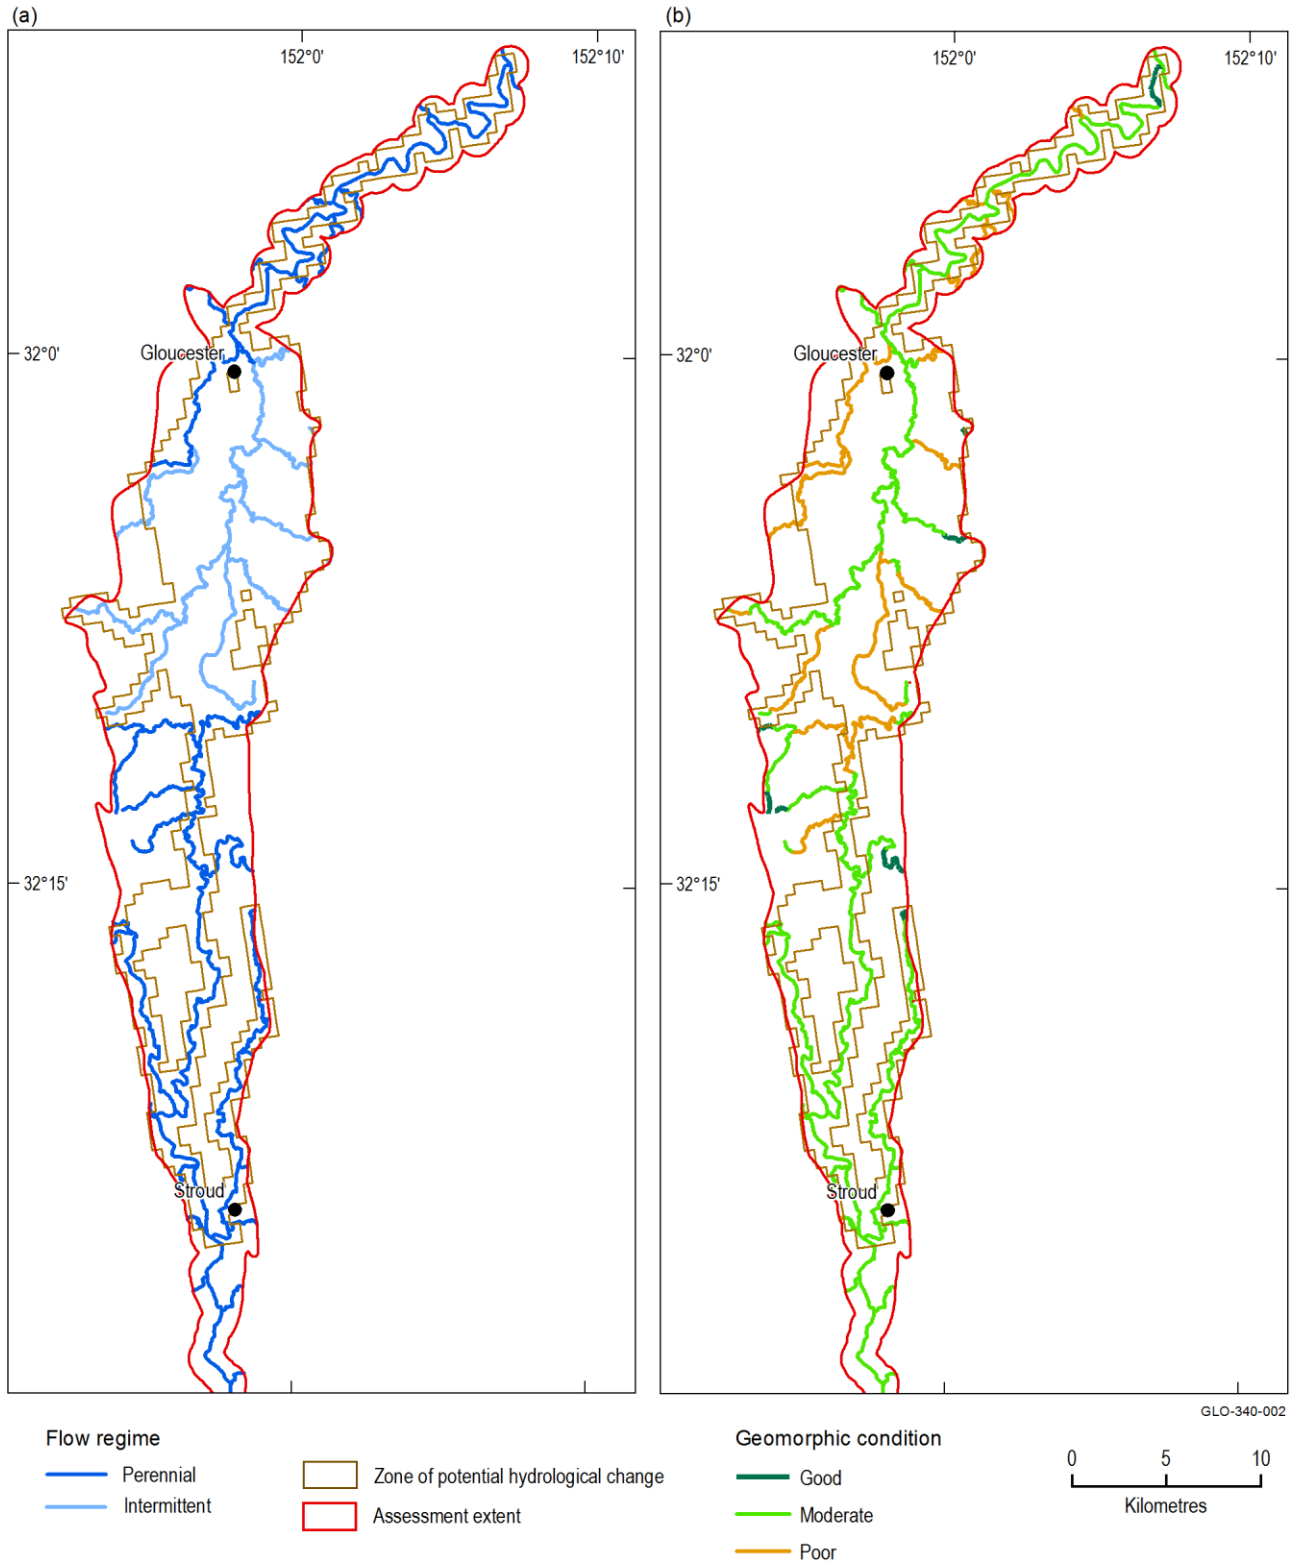 (a)
(b)
152°0'
152°10'
152°0'
152°10'
Gloucester
32°0'
Gloucester
32°0'
32°15'
32°15'
Stroud
Stroud
GLO-340-002
Flow regime
Perennial
Intermittent
Zone of potential hydrological change
Assessment extent
Geomorphic condition
Good
Moderate
Poor
0 5 10
Kilometres